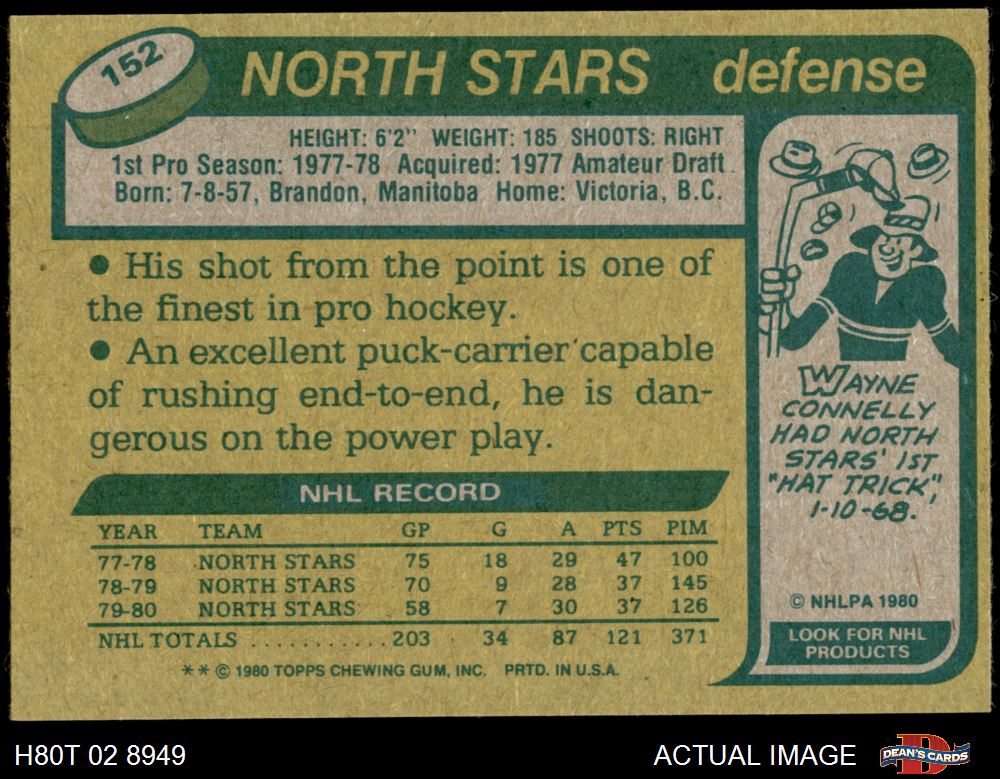 152
NORTH STARS defense
HEIGHT: 6'2" WEIGHT: 185 SHOOTS: RIGHT
1st Pro Season: 1977-78 Acquired: 1977 Amateur Draft
Born: 7-8-57, Brandon, Manitoba Home: Victoria, B.C.
• His shot from the point is one of
the finest in pro hockey.
• An excellent puck-carrier capable
of rushing end-to-end, he is dan-
gerous on the power play.
NHL RECORD
YEAR TEAM GP G A PTS PIM
77-78 NORTH STARS 75 18 29 47 100
78-79 NORTH STARS 70 9 28 37 145
79-80 NORTH STARS 58 7 30 37 126
NHL TOTALS .......... 203 34 87 121 371
** © 1980 TOPPS CHEWING GUM, INC. PRTD. IN U.S.A.
WAYNE
CONNELLY
HAD NORTH
STARS' 1ST
"HAT TRICK",
1-10-68.
© NHLPA 1980
LOOK FOR NHL
PRODUCTS
H80T 02 8949
ACTUAL IMAGE
D
DEAN'S CARDS